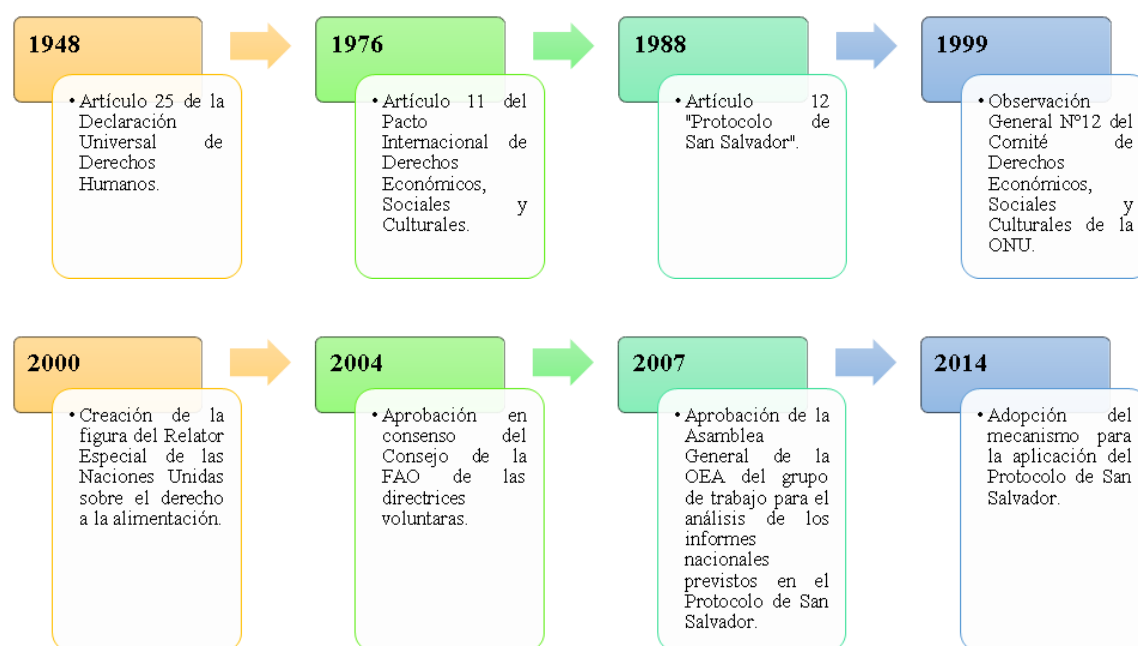 1948
• Artículo 25 de la
Declaración
Universal de
Derechos
Humanos.
1976
• Artículo 11 del
Pacto
Internacional de
Derechos
Económicos,
Sociales y
Culturales.
1988
• Artículo 12
"Protocolo de
San Salvador".
1999
• Observación
General Nº12 del
Comité de
Derechos
Económicos,
Sociales y
Culturales de la
ONU.
2000
• Creación de la
figura del Relator
Especial de las
Naciones Unidas
sobre el derecho
a la alimentación.
2004
• Aprobación en
consenso del
Consejo de la
FAO de las
directrices
voluntaras.
2007
• Aprobación de la
Asamblea
General de la
OEA del grupo
de trabajo para el
análisis de los
informes
nacionales
previstos en el
Protocolo de San
Salvador.
2014
• Adopción del
mecanismo para
la aplicación del
Protocolo de San
Salvador.